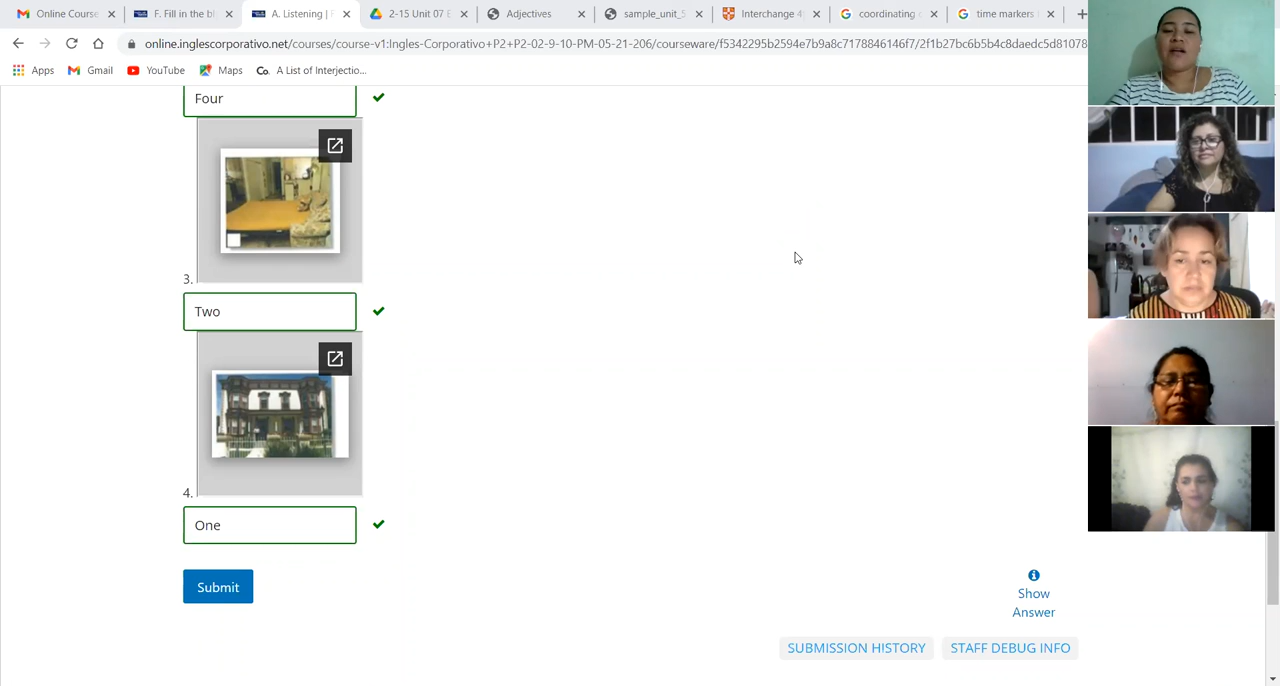 Online Course
F. Fill in the bl
A. Listening |
2-15 Unit 07 E
Adjectives
sample_unit_5
Interchange 4
coordinating
time markers
online.inglescorporativo.net/courses/course-v1:Ingles-Corporativo+P2+P2-02-9-10-PM-05-21-206/courseware/f5342295b2594e7b9a8c7178846146f7/2f1b27bc6b5b4c8daedc5d81078
Apps
Gmail
YouTube
Maps
Co. A List of Interjectio...
Four
3.
Two
4.
One
Submit
Show
Answer
SUBMISSION HISTORY
STAFF DEBUG INFO